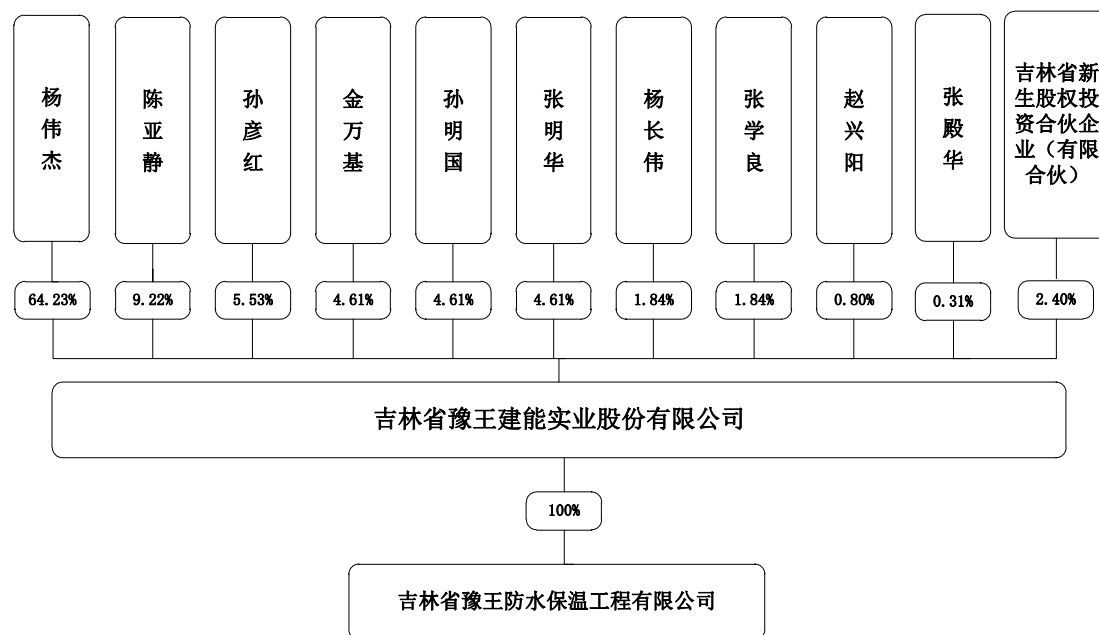 杨伟杰
陈亚静
孙彦红
金万基
孙明国
张明华
杨长伟
张学良
赵兴阳
张殿华
吉林省新
生股权投
资合伙企
业（有限
合伙）
64.23%
9.22%
5.53%
4.61%
4.61%
4.61%
1.84%
1.84%
0.80%
0.31%
2.40%
吉林省豫王建能实业股份有限公司
100%
吉林省豫王防水保温工程有限公司